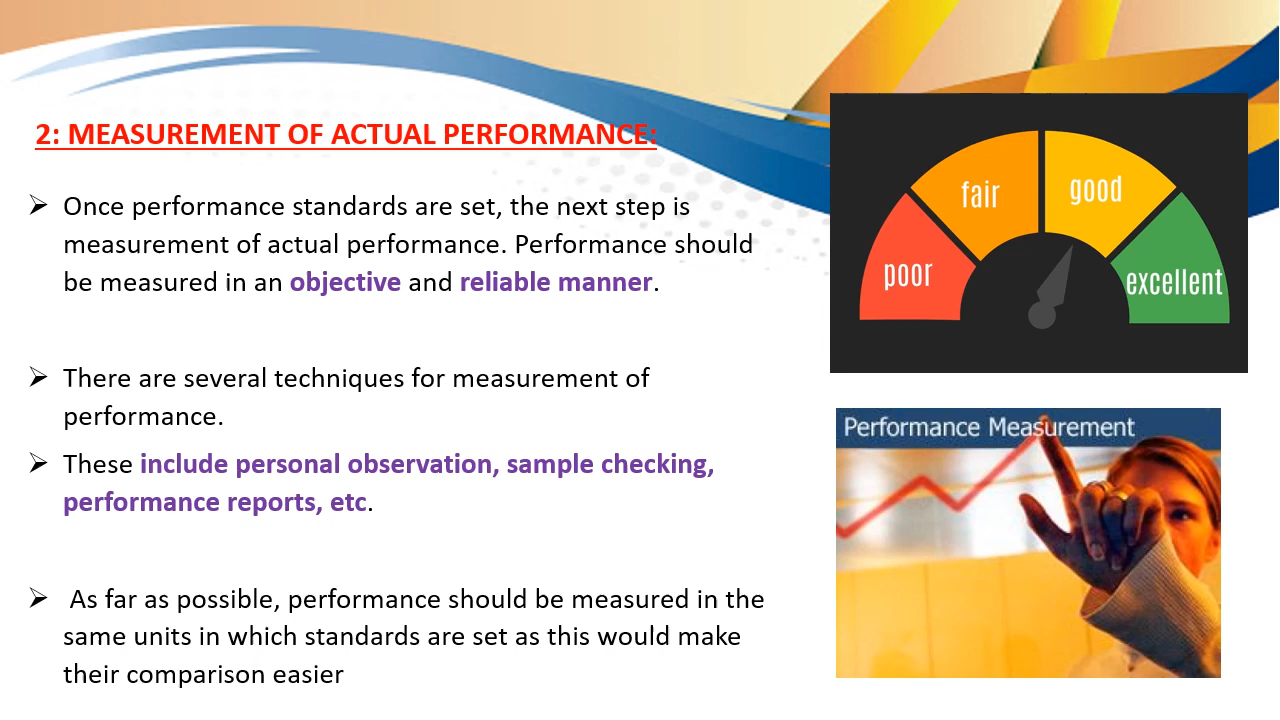 2: MEASUREMENT OF ACTUAL PERFORMANCE:
➢ Once performance standards are set, the next step is
measurement of actual performance. Performance should
be measured in an objective and reliable manner.
➢ There are several techniques for measurement of
performance.
➢ These include personal observation, sample checking,
performance reports, etc.
➢ As far as possible, performance should be measured in the
same units in which standards are set as this would make
their comparison easier
poor
fair
good
excellent
Performance Measurement